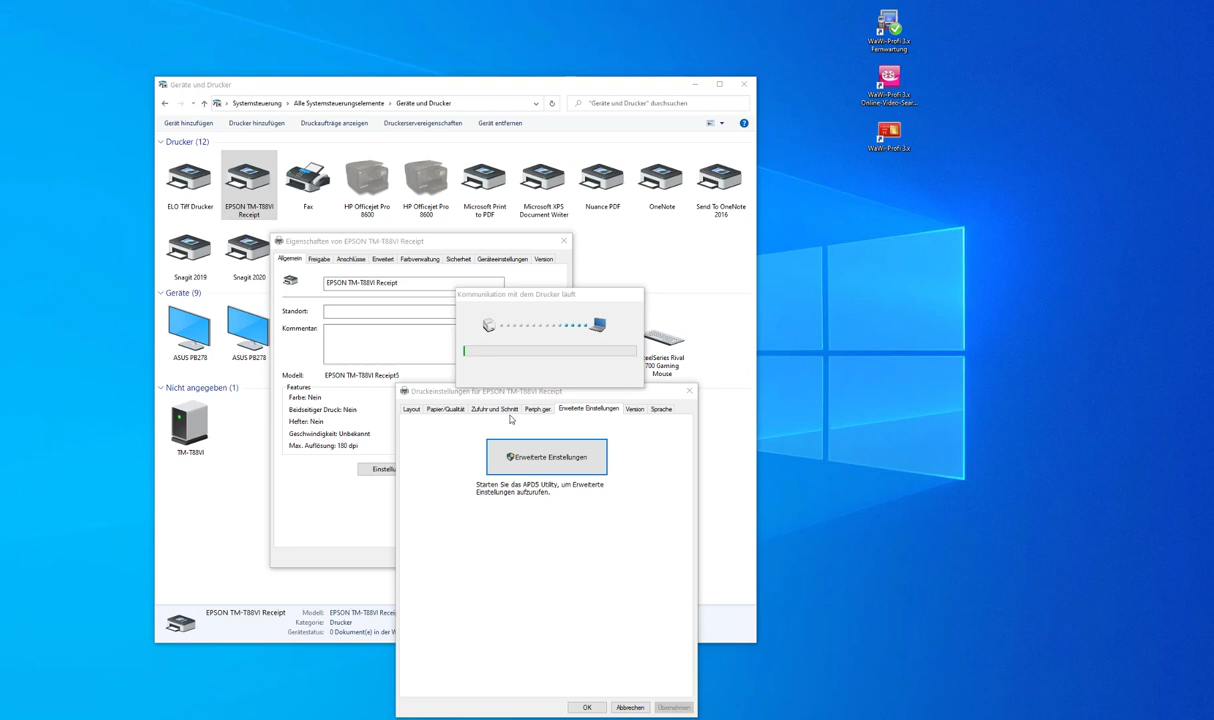 WaWi-Profi 3.x
Fernwartung
WaWi-Profi 3.x
Online-Video-Sear...
WaWi-Profi 3.x
Geräte und Drucker
Systemsteuerung
Alle Systemsteuerungselemente
Geräte und Drucker
"Geräte und Drucker" durchsuchen
Gerät hinzufügen
Drucker hinzufügen
Druckaufträge anzeigen
Druckerservereigenschaften
Gerät entfernen
Drucker (12)
ELO Tiff Drucker
EPSON TM-T88VI
Receipt
Fax
HP Officejet Pro
8600
HP Officejet Pro
8600
Microsoft Print
to PDF
Microsoft XPS
Document Writer
Nuance PDF
OneNote
Send To OneNote
2016
Snagit 2019
Snagit 2020
Geräte (9)
ASUS PB278
ASUS PB278
eelSeries Rival
700 Gaming
Mouse
Nicht angegeben (1)
TM-T88VI
Eigenschaften von EPSON TM-T88VI Receipt
Allgemein
Freigabe
Anschlüsse
Erweitert
Farbverwaltung
Sicherheit
Geräteeinstellungen
Version
EPSON TM-T88VI Receipt
Standort:
Kommentar:
Modell:
EPSON TM-T88VI Receipt5
Features
Farbe: Nein
Beidseitiger Druck: Nein
Hefter: Nein
Geschwindigkeit: Unbekannt
Max. Auflösung: 180 dpi
Einstellu
Kommunikation mit dem Drucker läuft
Druckeinstellungen für EPSON TM-T88VI Receipt
Layout
Papier/Qualität
Zufuhr und Schnitt
Periph.ger.
Erweiterte Einstellungen
Version
Sprache
Erweiterte Einstellungen
Starten Sie das APD5 Utility, um Erweiterte
Einstellungen aufzurufen.
OK
Abbrechen
Übernehmen
EPSON TM-T88VI Receipt
Modell:
EPSON TM-T88VI Recei
Kategorie:
Drucker
Gerätestatus:
0 Dokument(e) in der W